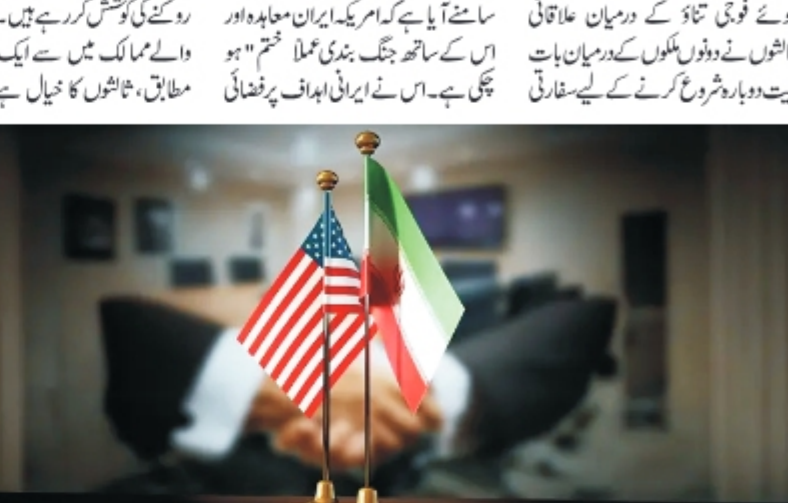 وئے فوجی تناؤ کے درمیان علاقائی
الثوں نے دونوں ملکوں کے درمیان بات
یت دوبارہ شروع کرنے کے لیے سفارتی
سامنے آیا ہے کہ امریکہ ایران معاہدہ اور
اس کے ساتھ جنگ بندی عملاً ختم" ہو
چکی ہے۔ اس نے ایرانی اہداف پر فضائی
روکنے کی کوشش کر رہے ہیں۔
والے ممالک میں سے ایک
مطابق، ثالثوں کا خیال ہے